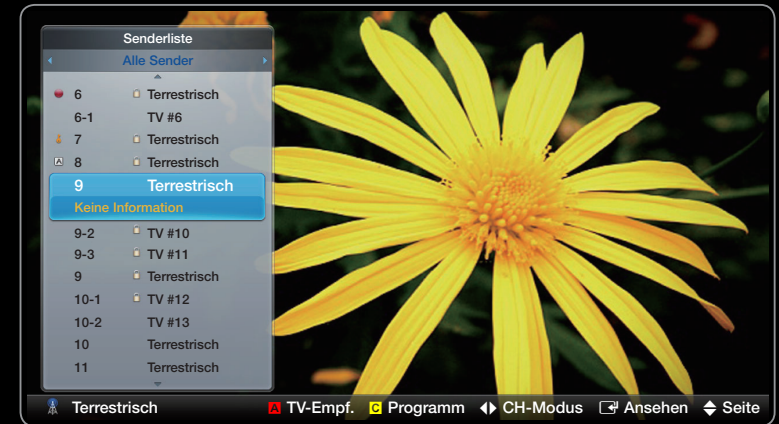 Senderliste
Alle Sender
6 Terrestrisch
6-1 TV #6
7 Terrestrisch
A 8 Terrestrisch
9 Terrestrisch
Keine Information
9-2 TV #10
9-3 TV #11
9 Terrestrisch
10-1 TV #12
10-2 TV #13
10 Terrestrisch
11 Terrestrisch
Terrestrisch A TV-Empf. C Programm CH-Modus Ansehen Seite